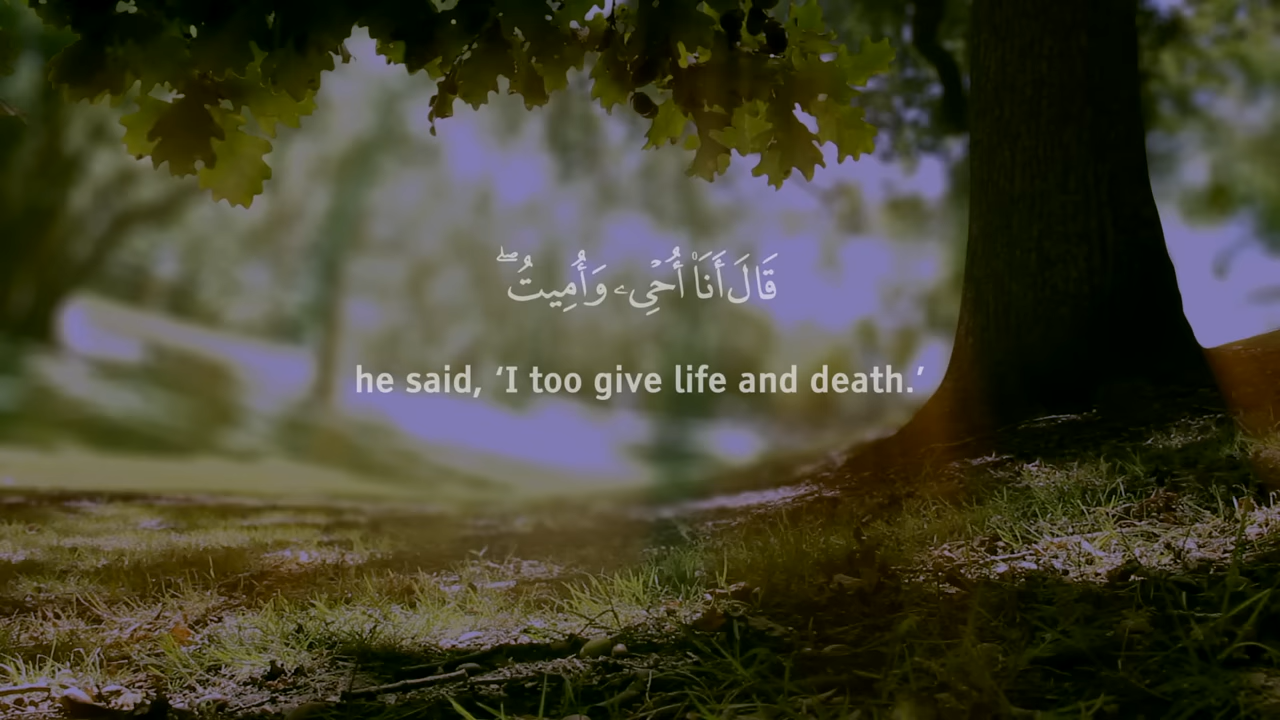 قَالَ أَنَا۠ أُحْىِۦ وَأُمِيتُ ۖ
he said, ‘I too give life and death.’